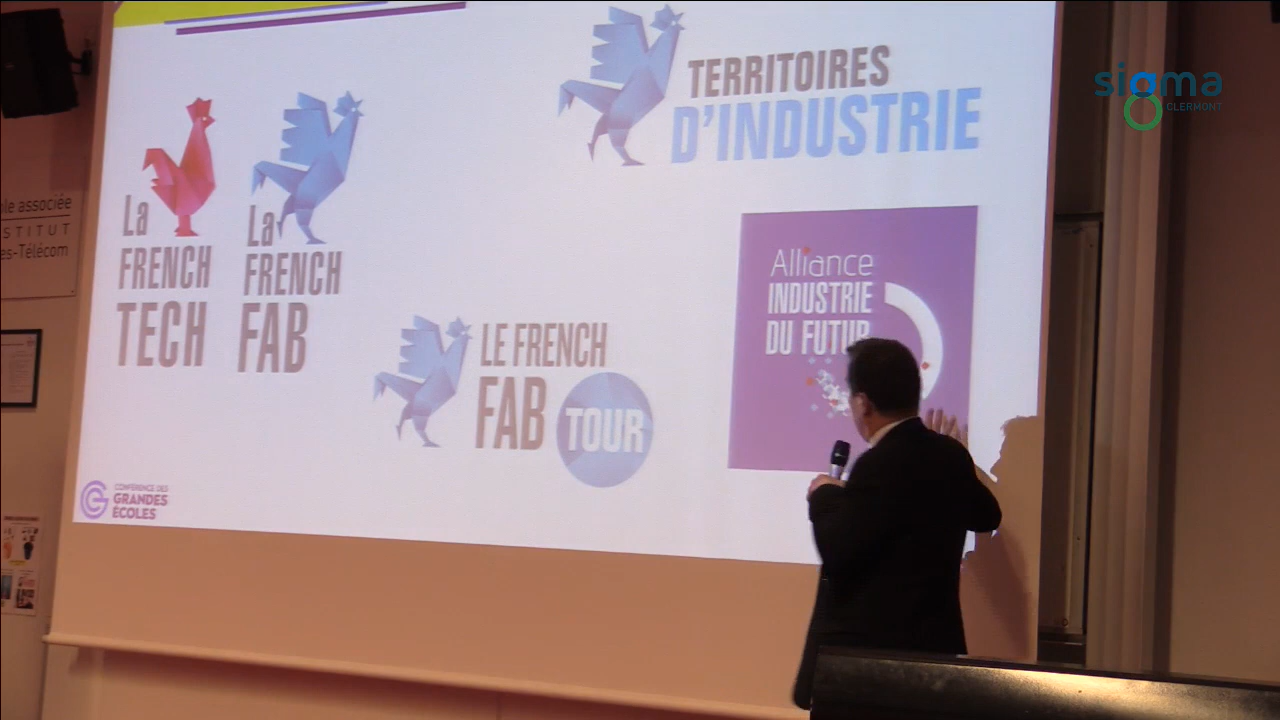 TERRITOIRES
D'INDUSTRIE
sigma
CLERMONT
La
FRENCH
TECH
La
FRENCH
FAB
LE FRENCH
FAB
TOUR
Alliance
INDUSTRIE
DU FUTUR
CONFÉRENCE DES
GRANDES
ÉCOLES
associée